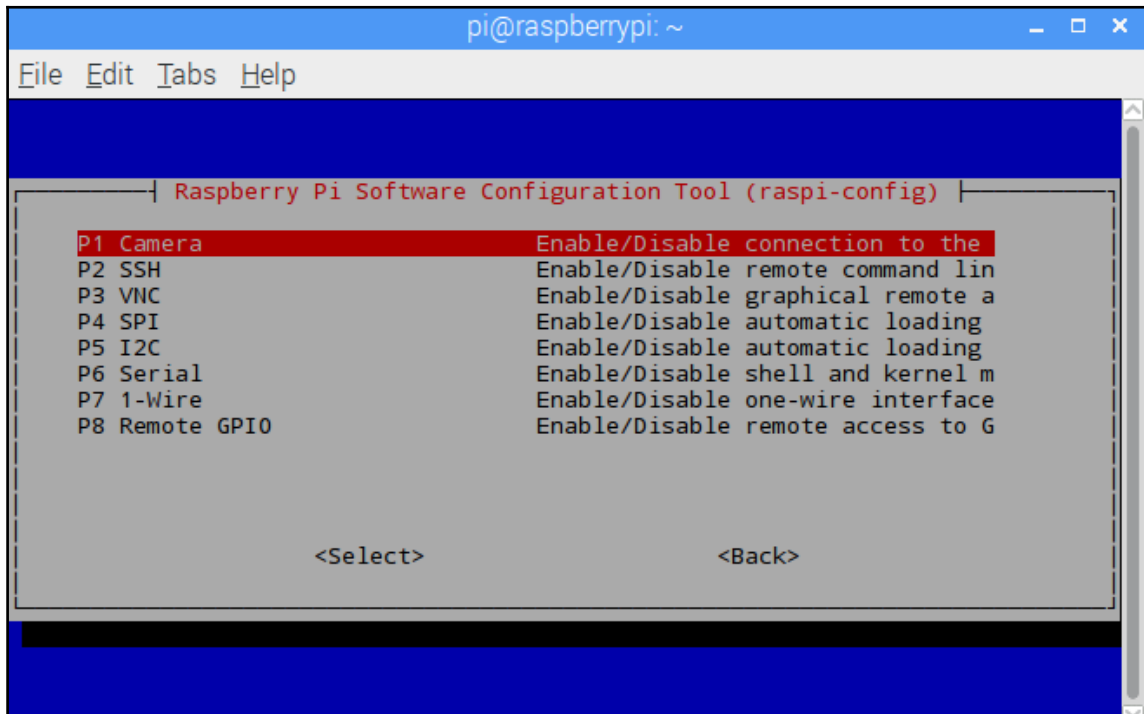 pi@raspberrypi: ~
File Edit Tabs Help
Raspberry Pi Software Configuration Tool (raspi-config)
P1 Camera Enable/Disable connection to the
P2 SSH Enable/Disable remote command lin
P3 VNC Enable/Disable graphical remote a
P4 SPI Enable/Disable automatic loading
P5 I2C Enable/Disable automatic loading
P6 Serial Enable/Disable shell and kernel m
P7 1-Wire Enable/Disable one-wire interface
P8 Remote GPIO Enable/Disable remote access to G
<Select> <Back>